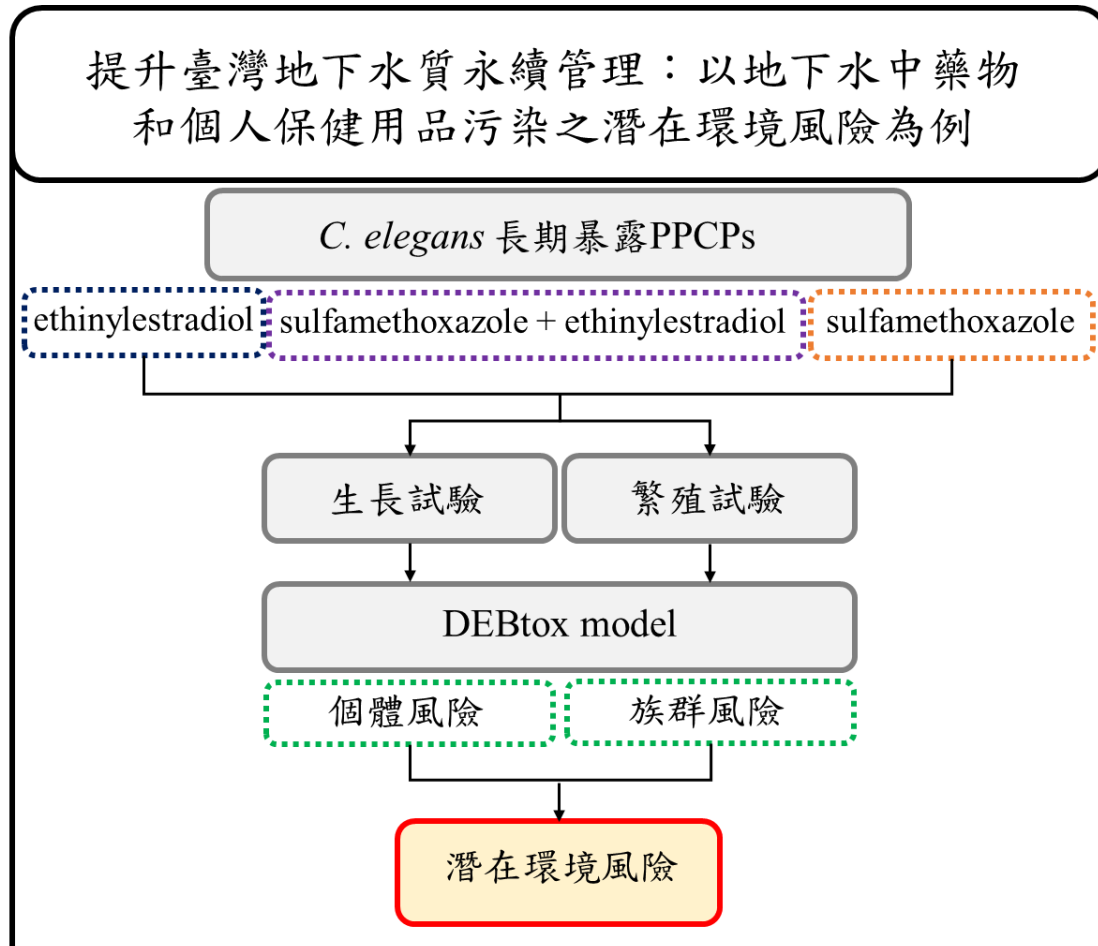 提升臺灣地下水質永續管理：以地下水中藥物
和個人保健用品污染之潛在環境風險為例
C. elegans 長期暴露PPCPs
ethinylestradiol
sulfamethoxazole + ethinylestradiol
sulfamethoxazole
生長試驗
繁殖試驗
DEBtox model
個體風險
族群風險
潛在環境風險